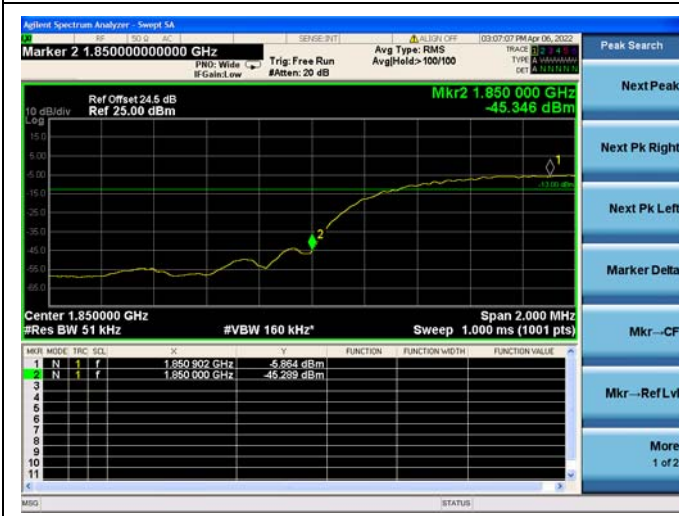 Agilent Spectrum Analyzer - Swept SA
RF 50 Ω AC SENSE:INT ALIGN OFF 03:07:07 PM Apr 06, 2022
Marker 2 1.850000000000 GHz
PNO: Wide
IFGain:Low
Trig: Free Run
#Atten: 20 dB
Avg Type: RMS
Avg|Hold:>100/100
TRACE 1 2 3 4 5 6
TYPE A
DET A N N N N N
Peak Search
Mkr2 1.850 000 GHz
-45.346 dBm
Ref Offset 24.5 dB
10 dB/div Ref 25.00 dBm
Log
15.0
5.00
-5.00
-15.0
-25.0
-35.0
-45.0
-55.0
-65.0
1
-13.00 dBm
2
Center 1.850000 GHz Span 2.000 MHz
#Res BW 51 kHz #VBW 160 kHz* Sweep 1.000 ms (1001 pts)
MKR MODE TRC SCL X Y FUNCTION FUNCTION WIDTH FUNCTION VALUE
1 N 1 f 1.850 902 GHz -5.864 dBm
2 N 1 f 1.850 000 GHz -45.289 dBm
3
4
5
6
7
8
9
10
11
MSG STATUS
Next Peak
Next Pk Right
Next Pk Left
Marker Delta
Mkr→CF
Mkr→Ref Lvl
More
1 of 2